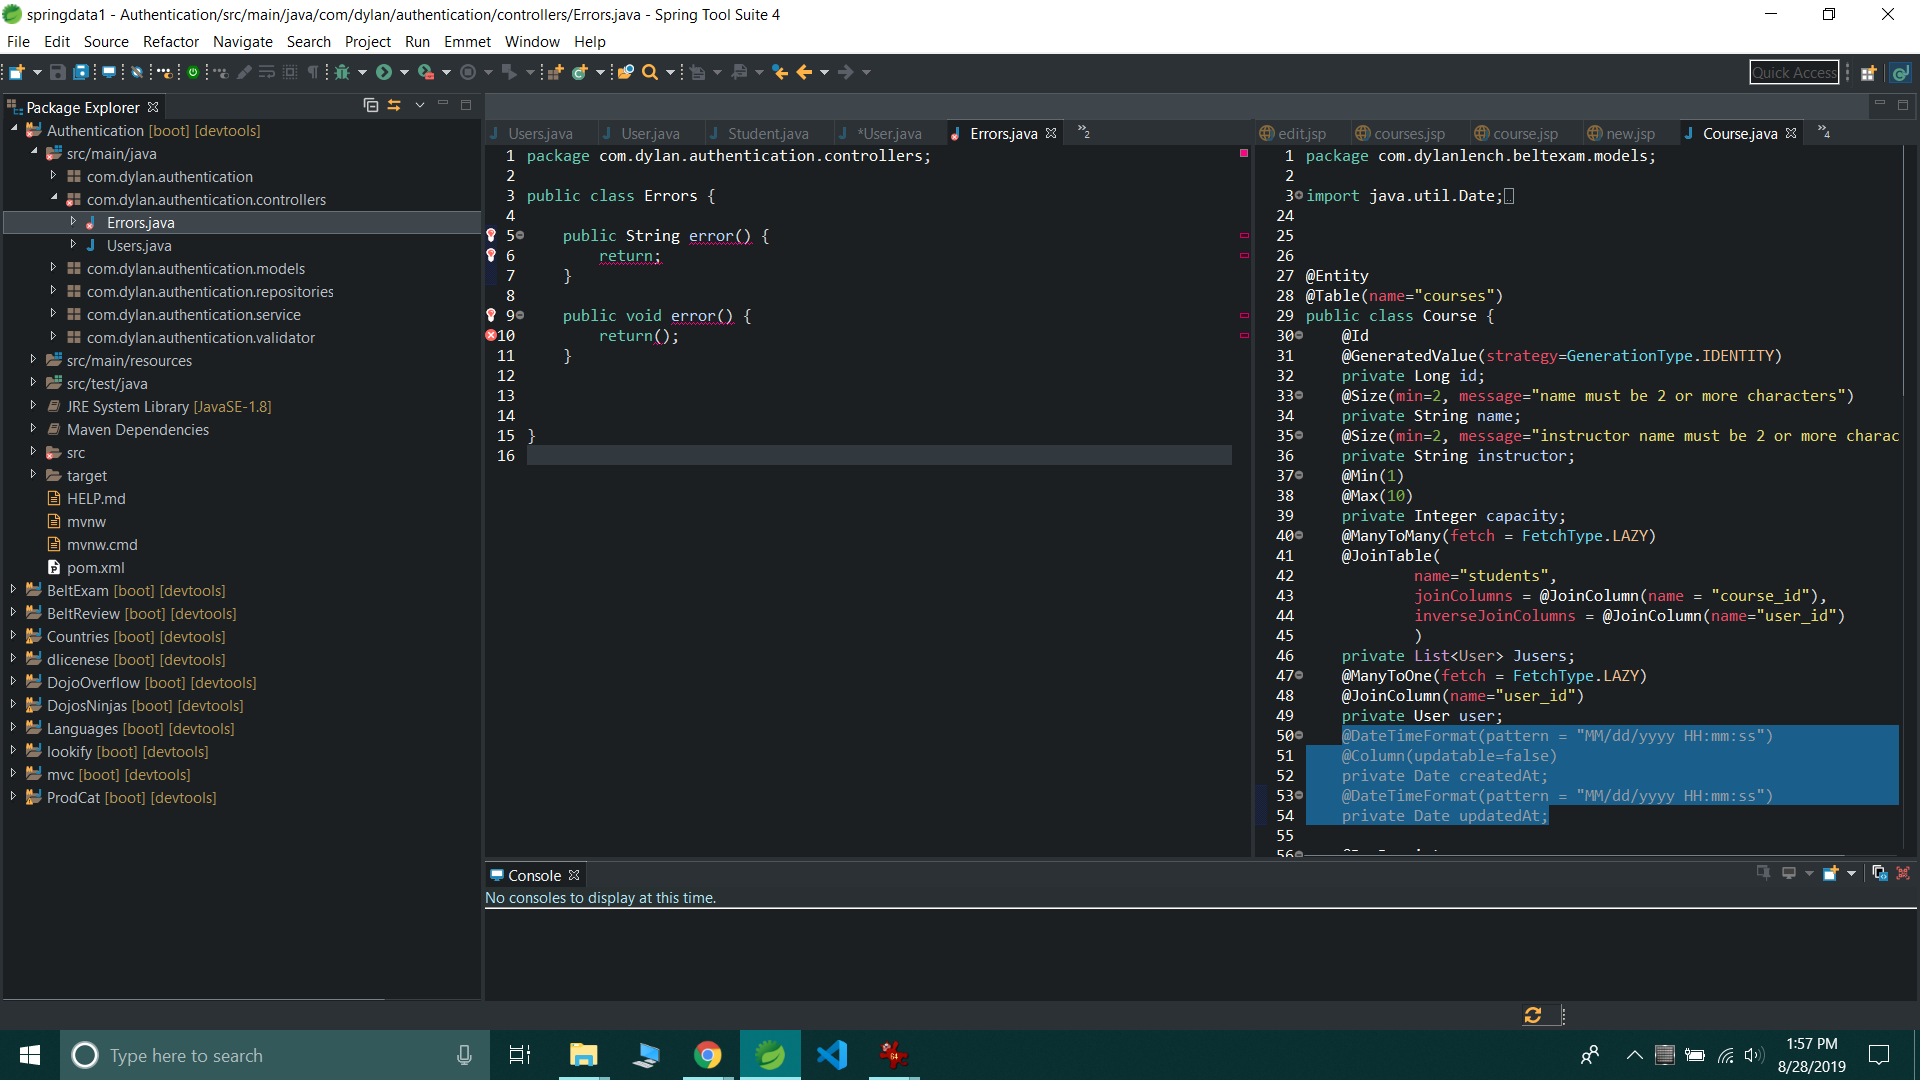 springdata1 - Authentication/src/main/java/com/dylan/authentication/controllers/Errors.java - Spring Tool Suite 4
File Edit Source Refactor Navigate Search Project Run Emmet Window Help
Quick Access
Package Explorer
Authentication [boot] [devtools]
src/main/java
com.dylan.authentication
com.dylan.authentication.controllers
Errors.java
Users.java
com.dylan.authentication.models
com.dylan.authentication.repositories
com.dylan.authentication.service
com.dylan.authentication.validator
src/main/resources
src/test/java
JRE System Library [JavaSE-1.8]
Maven Dependencies
src
target
HELP.md
mvnw
mvnw.cmd
pom.xml
BeltExam [boot] [devtools]
BeltReview [boot] [devtools]
Countries [boot] [devtools]
dlicenese [boot] [devtools]
DojoOverflow [boot] [devtools]
DojosNinjas [boot] [devtools]
Languages [boot] [devtools]
lookify [boot] [devtools]
mvc [boot] [devtools]
ProdCat [boot] [devtools]
Users.java User.java Student.java *User.java Errors.java »2
1 package com.dylan.authentication.controllers;
2
3 public class Errors {
4
5 public String error() {
6 return;
7 }
8
9 public void error() {
10 return();
11 }
12
13
14
15 }
16
edit.jsp courses.jsp course.jsp new.jsp Course.java »4
1 package com.dylanlench.beltexam.models;
2
3 import java.util.Date;
24
25
26
27 @Entity
28 @Table(name="courses")
29 public class Course {
30 @Id
31 @GeneratedValue(strategy=GenerationType.IDENTITY)
32 private Long id;
33 @Size(min=2, message="name must be 2 or more characters")
34 private String name;
35 @Size(min=2, message="instructor name must be 2 or more charac
36 private String instructor;
37 @Min(1)
38 @Max(10)
39 private Integer capacity;
40 @ManyToMany(fetch = FetchType.LAZY)
41 @JoinTable(
42 name="students",
43 joinColumns = @JoinColumn(name = "course_id"),
44 inverseJoinColumns = @JoinColumn(name="user_id")
45 )
46 private List<User> Jusers;
47 @ManyToOne(fetch = FetchType.LAZY)
48 @JoinColumn(name="user_id")
49 private User user;
50 @DateTimeFormat(pattern = "MM/dd/yyyy HH:mm:ss")
51 @Column(updatable=false)
52 private Date createdAt;
53 @DateTimeFormat(pattern = "MM/dd/yyyy HH:mm:ss")
54 private Date updatedAt;
55
56
Console
No consoles to display at this time.
Type here to search
64
1:57 PM
8/28/2019